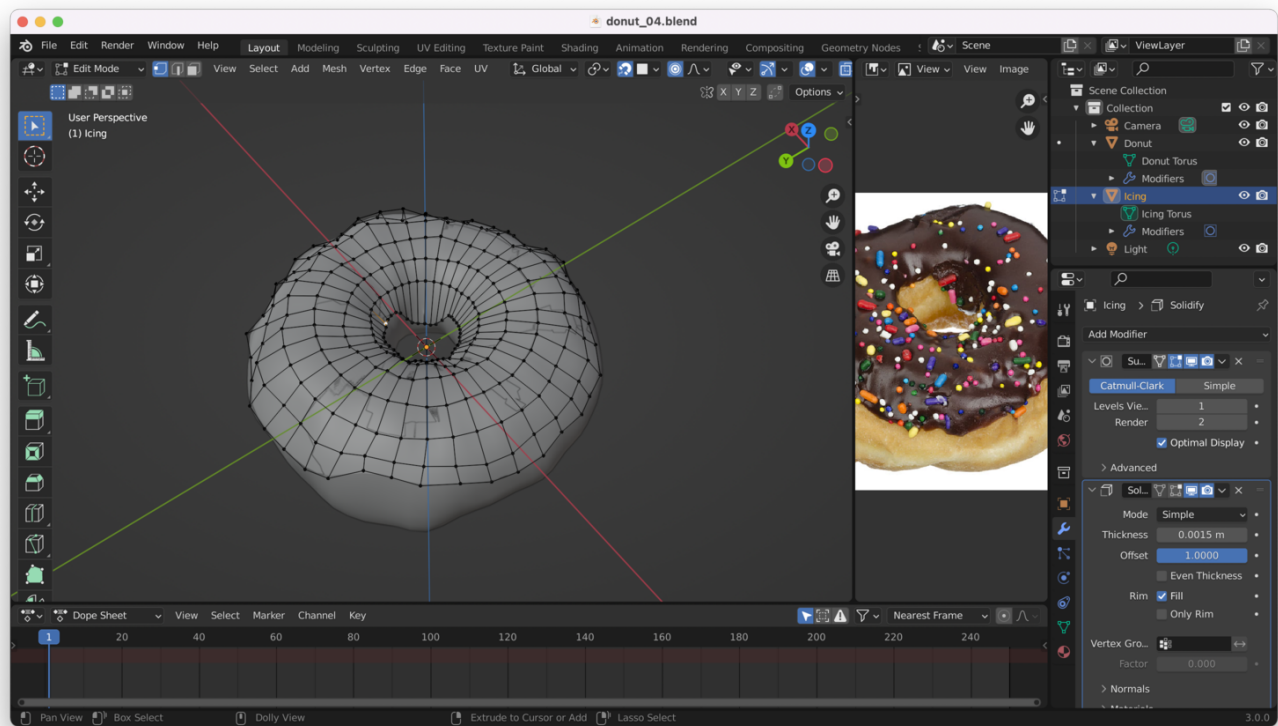 donut_04.blend
File Edit Render Window Help Layout Modeling Sculpting UV Editing Texture Paint Shading Animation Rendering Compositing Geometry Nodes Scene ViewLayer
Edit Mode View Select Add Mesh Vertex Edge Face UV Global View View Image
X Y Z Options
User Perspective
(1) Icing
X Z
Y
Scene Collection
Collection
Camera
Donut
Donut Torus
Modifiers
Icing
Icing Torus
Modifiers
Light
Icing > Solidify
Add Modifier
Su...
Catmull-Clark Simple
Levels Vie... 1
Render 2
Optimal Display
Advanced
Sol...
Mode Simple
Thickness 0.0015 m
Offset 1.0000
Even Thickness
Rim Fill
Only Rim
Vertex Gro...
Factor 0.000
Normals
Materials
Dope Sheet View Select Marker Channel Key Nearest Frame
1 20 40 60 80 100 120 140 160 180 200 220 240
Pan View Box Select Dolly View Extrude to Cursor or Add Lasso Select 3.0.0